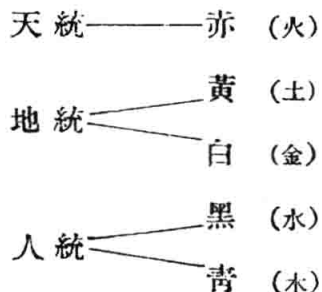 天統 赤 (火)
黃 (土)
地統
白 (金)
黑 (水)
人統
靑 (木)